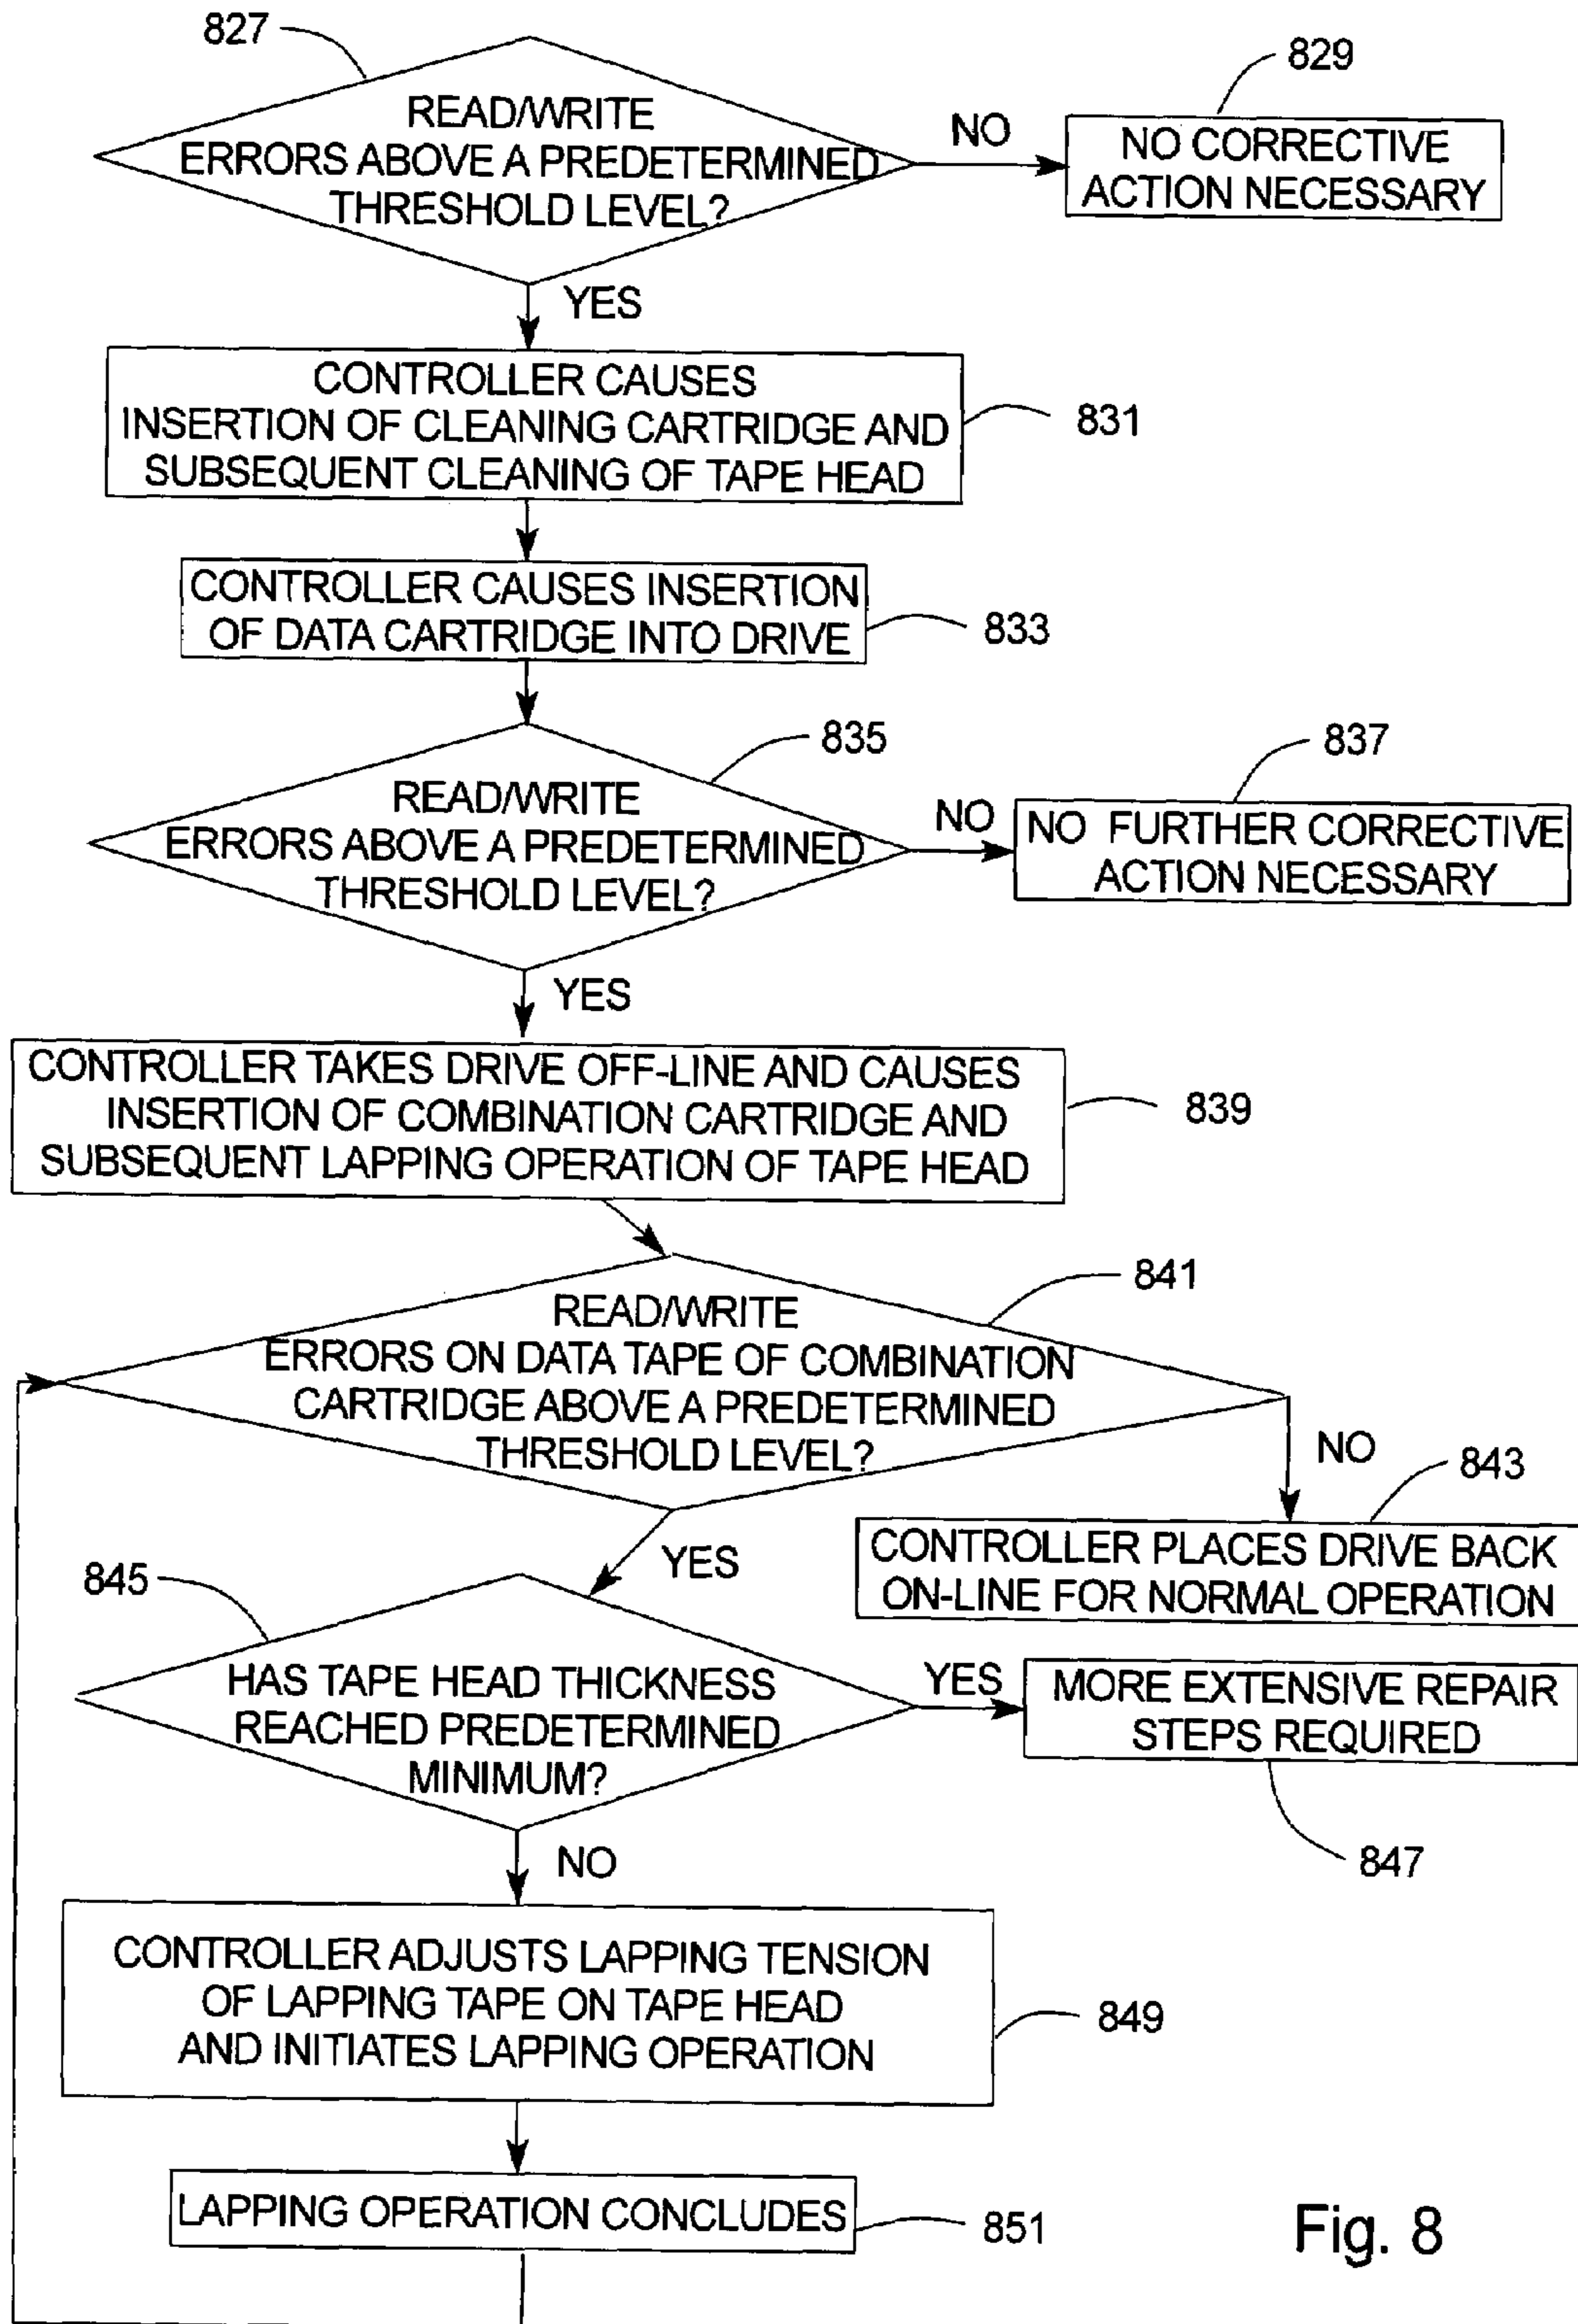 827
READ/WRITE
ERRORS ABOVE A PREDETERMINED
THRESHOLD LEVEL?
NO
829
NO CORRECTIVE
ACTION NECESSARY
YES
CONTROLLER CAUSES
INSERTION OF CLEANING CARTRIDGE AND
SUBSEQUENT CLEANING OF TAPE HEAD
831
CONTROLLER CAUSES INSERTION
OF DATA CARTRIDGE INTO DRIVE
833
835
READ/WRITE
ERRORS ABOVE A PREDETERMINED
THRESHOLD LEVEL?
NO
837
NO FURTHER CORRECTIVE
ACTION NECESSARY
YES
CONTROLLER TAKES DRIVE OFF-LINE AND CAUSES
INSERTION OF COMBINATION CARTRIDGE AND
SUBSEQUENT LAPPING OPERATION OF TAPE HEAD
839
841
READ/WRITE
ERRORS ON DATA TAPE OF COMBINATION
CARTRIDGE ABOVE A PREDETERMINED
THRESHOLD LEVEL?
NO
843
CONTROLLER PLACES DRIVE BACK
ON-LINE FOR NORMAL OPERATION
YES
845
HAS TAPE HEAD THICKNESS
REACHED PREDETERMINED
MINIMUM?
YES
MORE EXTENSIVE REPAIR
STEPS REQUIRED
847
NO
CONTROLLER ADJUSTS LAPPING TENSION
OF LAPPING TAPE ON TAPE HEAD
AND INITIATES LAPPING OPERATION
849
LAPPING OPERATION CONCLUDES
851
Fig. 8